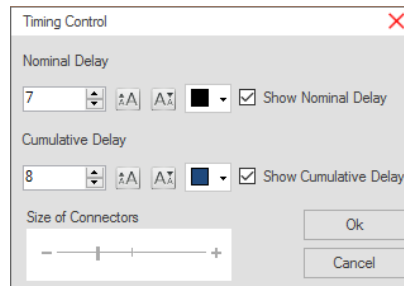 Timing Control
Nominal Delay
7
Show Nominal Delay
Cumulative Delay
8
Show Cumulative Delay
Size of Connectors
Ok
Cancel